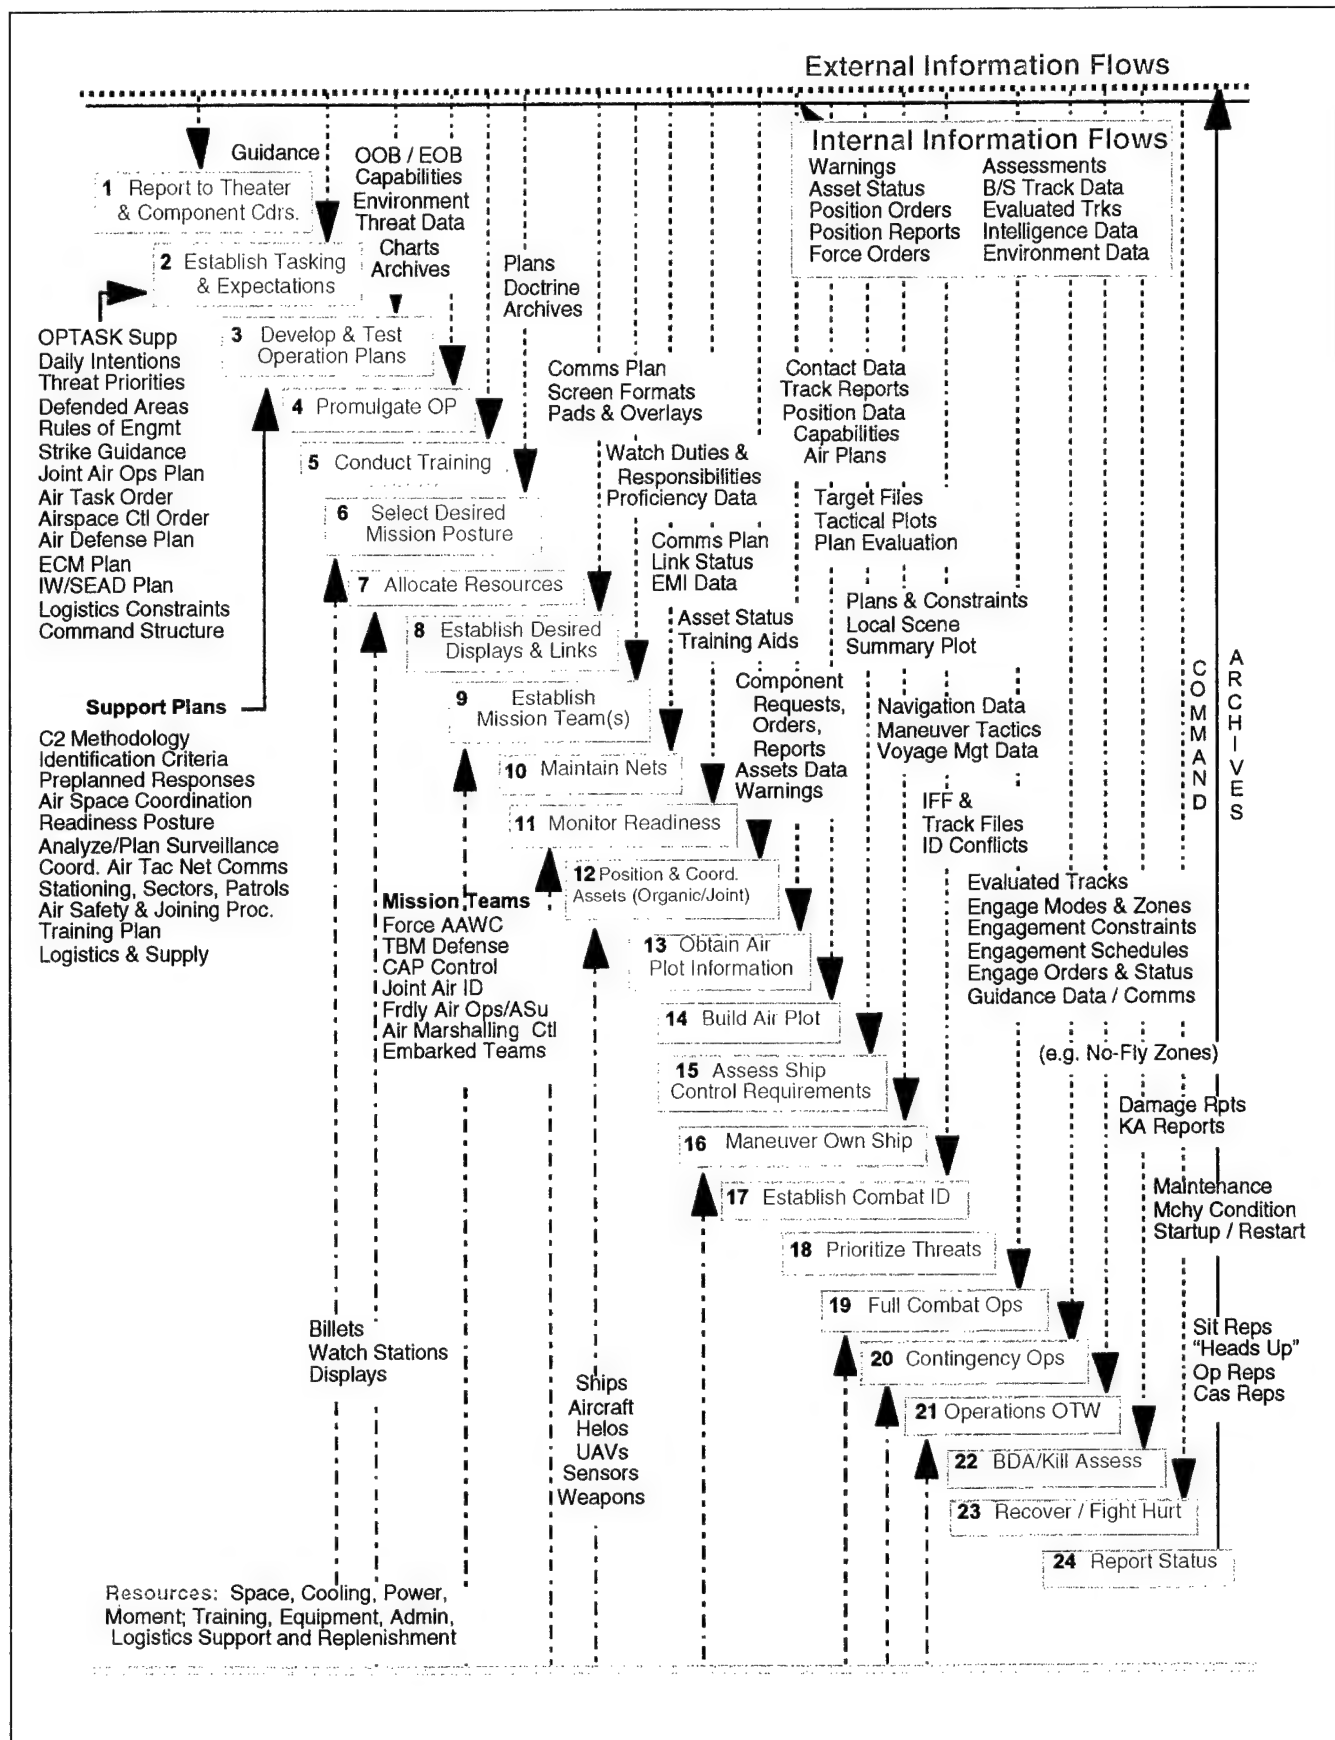 External Information Flows
Internal Information Flows
Warnings
Asset Status
Position Orders
Position Reports
Force Orders
Assessments
B/S Track Data
Evaluated Trks
Intelligence Data
Environment Data
Guidance
1 Report to Theater
& Component Cdrs.
OOB / EOB
Capabilities
Environment
Threat Data
Charts
Archives
2 Establish Tasking
& Expectations
Plans
Doctrine
Archives
OPTASK Supp
Daily Intentions
Threat Priorities
Defended Areas
Rules of Engmt
Strike Guidance
Joint Air Ops Plan
Air Task Order
Airspace Ctl Order
Air Defense Plan
ECM Plan
IW/SEAD Plan
Logistics Constraints
Command Structure
3 Develop & Test
Operation Plans
4 Promulgate OP
5 Conduct Training
6 Select Desired
Mission Posture
7 Allocate Resources
8 Establish Desired
Displays & Links
9 Establish
Mission Team(s)
10 Maintain Nets
11 Monitor Readiness
12 Position & Coord.
Assets (Organic/Joint)
13 Obtain Air
Plot Information
14 Build Air Plot
15 Assess Ship
Control Requirements
16 Maneuver Own Ship
17 Establish Combat ID
18 Prioritize Threats
19 Full Combat Ops
20 Contingency Ops
21 Operations OTW
22 BDA/Kill Assess
23 Recover / Fight Hurt
24 Report Status
Comms Plan
Screen Formats
Pads & Overlays
Watch Duties &
Responsibilities
Proficiency Data
Comms Plan
Link Status
EMI Data
Asset Status
Training Aids
Component
Requests,
Orders,
Reports
Assets Data
Warnings
Contact Data
Track Reports
Position Data
Capabilities
Air Plans
Target Files
Tactical Plots
Plan Evaluation
Plans & Constraints
Local Scene
Summary Plot
Navigation Data
Maneuver Tactics
Voyage Mgt Data
IFF &
Track Files
ID Conflicts
Evaluated Tracks
Engage Modes & Zones
Engagement Constraints
Engagement Schedules
Engage Orders & Status
Guidance Data / Comms
(e.g. No-Fly Zones)
Damage Rpts
KA Reports
Maintenance
Mchy Condition
Startup / Restart
Sit Reps
"Heads Up"
Op Reps
Cas Reps
COMMAND
ARCHIVES
Support Plans
C2 Methodology
Identification Criteria
Preplanned Responses
Air Space Coordination
Readiness Posture
Analyze/Plan Surveillance
Coord. Air Tac Net Comms
Stationing, Sectors, Patrols
Air Safety & Joining Proc.
Training Plan
Logistics & Supply
Mission Teams
Force AAWC
TBM Defense
CAP Control
Joint Air ID
Frdly Air Ops/ASu
Air Marshalling Ctl
Embarked Teams
Billets
Watch Stations
Displays
Ships
Aircraft
Helos
UAVs
Sensors
Weapons
Resources: Space, Cooling, Power,
Moment; Training, Equipment, Admin,
Logistics Support and Replenishment